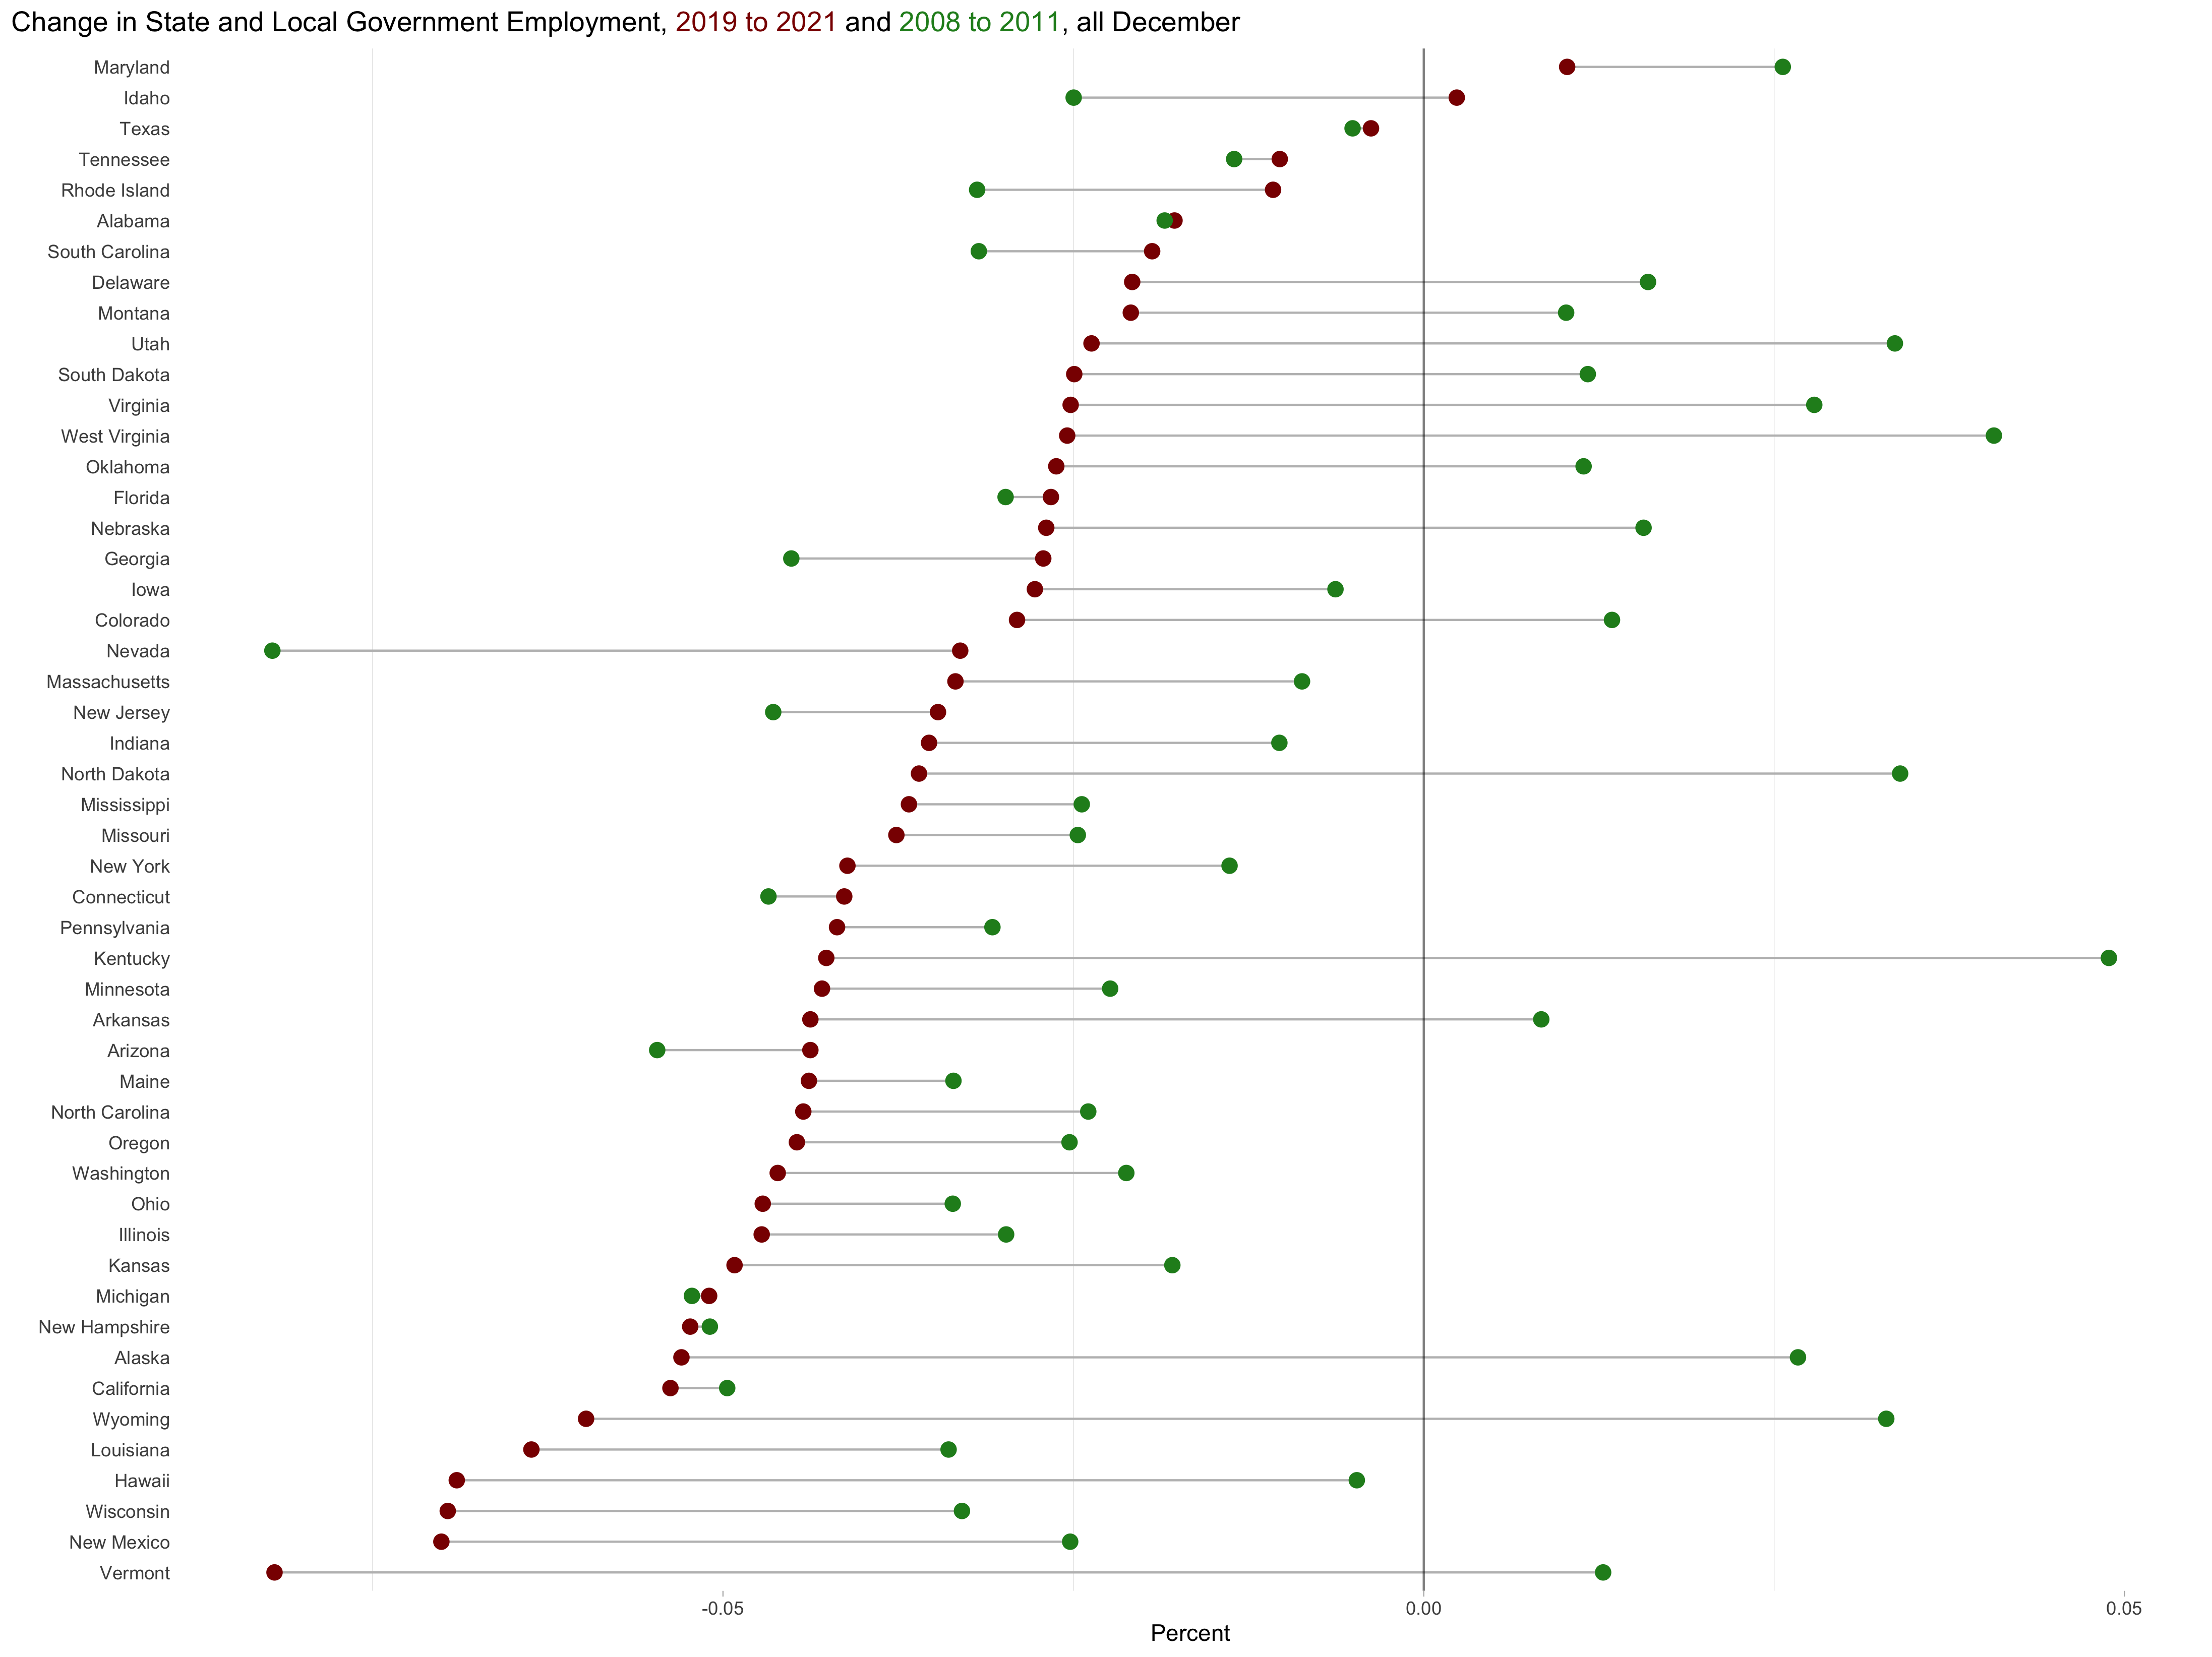 Change in State and Local Government Employment, 2019 to 2021 and 2008 to 2011, all December
Maryland
Idaho
Texas
Tennessee
Rhode Island
Alabama
South Carolina
Delaware
Montana
Utah
South Dakota
Virginia
West Virginia
Oklahoma
Florida
Nebraska
Georgia
Iowa
Colorado
Nevada
Massachusetts
New Jersey
Indiana
North Dakota
Mississippi
Missouri
New York
Connecticut
Pennsylvania
Kentucky
Minnesota
Arkansas
Arizona
Maine
North Carolina
Oregon
Washington
Ohio
Illinois
Kansas
Michigan
New Hampshire
Alaska
California
Wyoming
Louisiana
Hawaii
Wisconsin
New Mexico
Vermont
-0.05 0.00 0.05
Percent